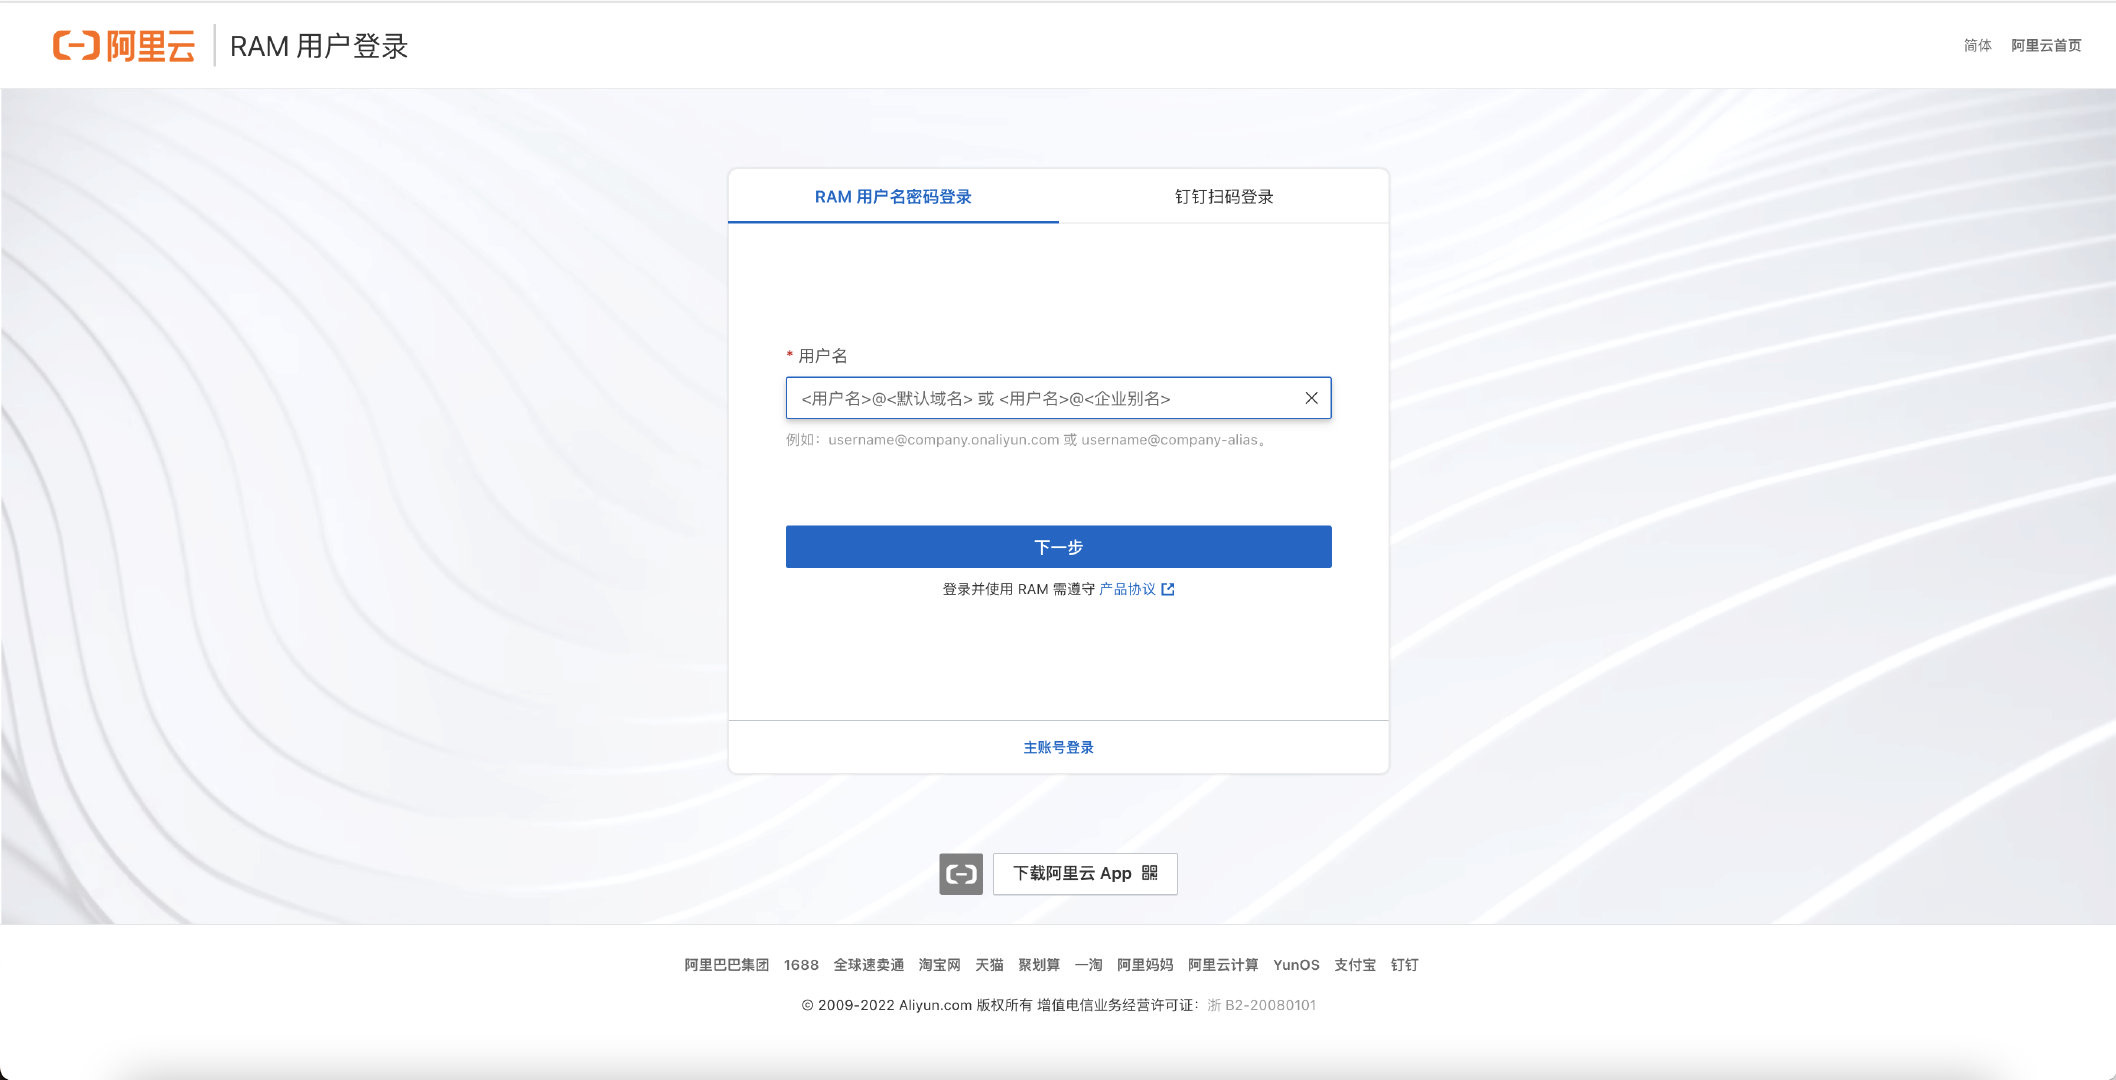 阿里云 RAM 用户登录 简体 阿里云首页
RAM 用户名密码登录 钉钉扫码登录
* 用户名
<用户名>@<默认域名> 或 <用户名>@<企业别名>
例如：username@company.onaliyun.com 或 username@company-alias。
下一步
登录并使用 RAM 需遵守 产品协议
主账号登录
下载阿里云 App
阿里巴巴集团 1688 全球速卖通 淘宝网 天猫 聚划算 一淘 阿里妈妈 阿里云计算 YunOS 支付宝 钉钉
© 2009-2022 Aliyun.com 版权所有 增值电信业务经营许可证：浙 B2-20080101